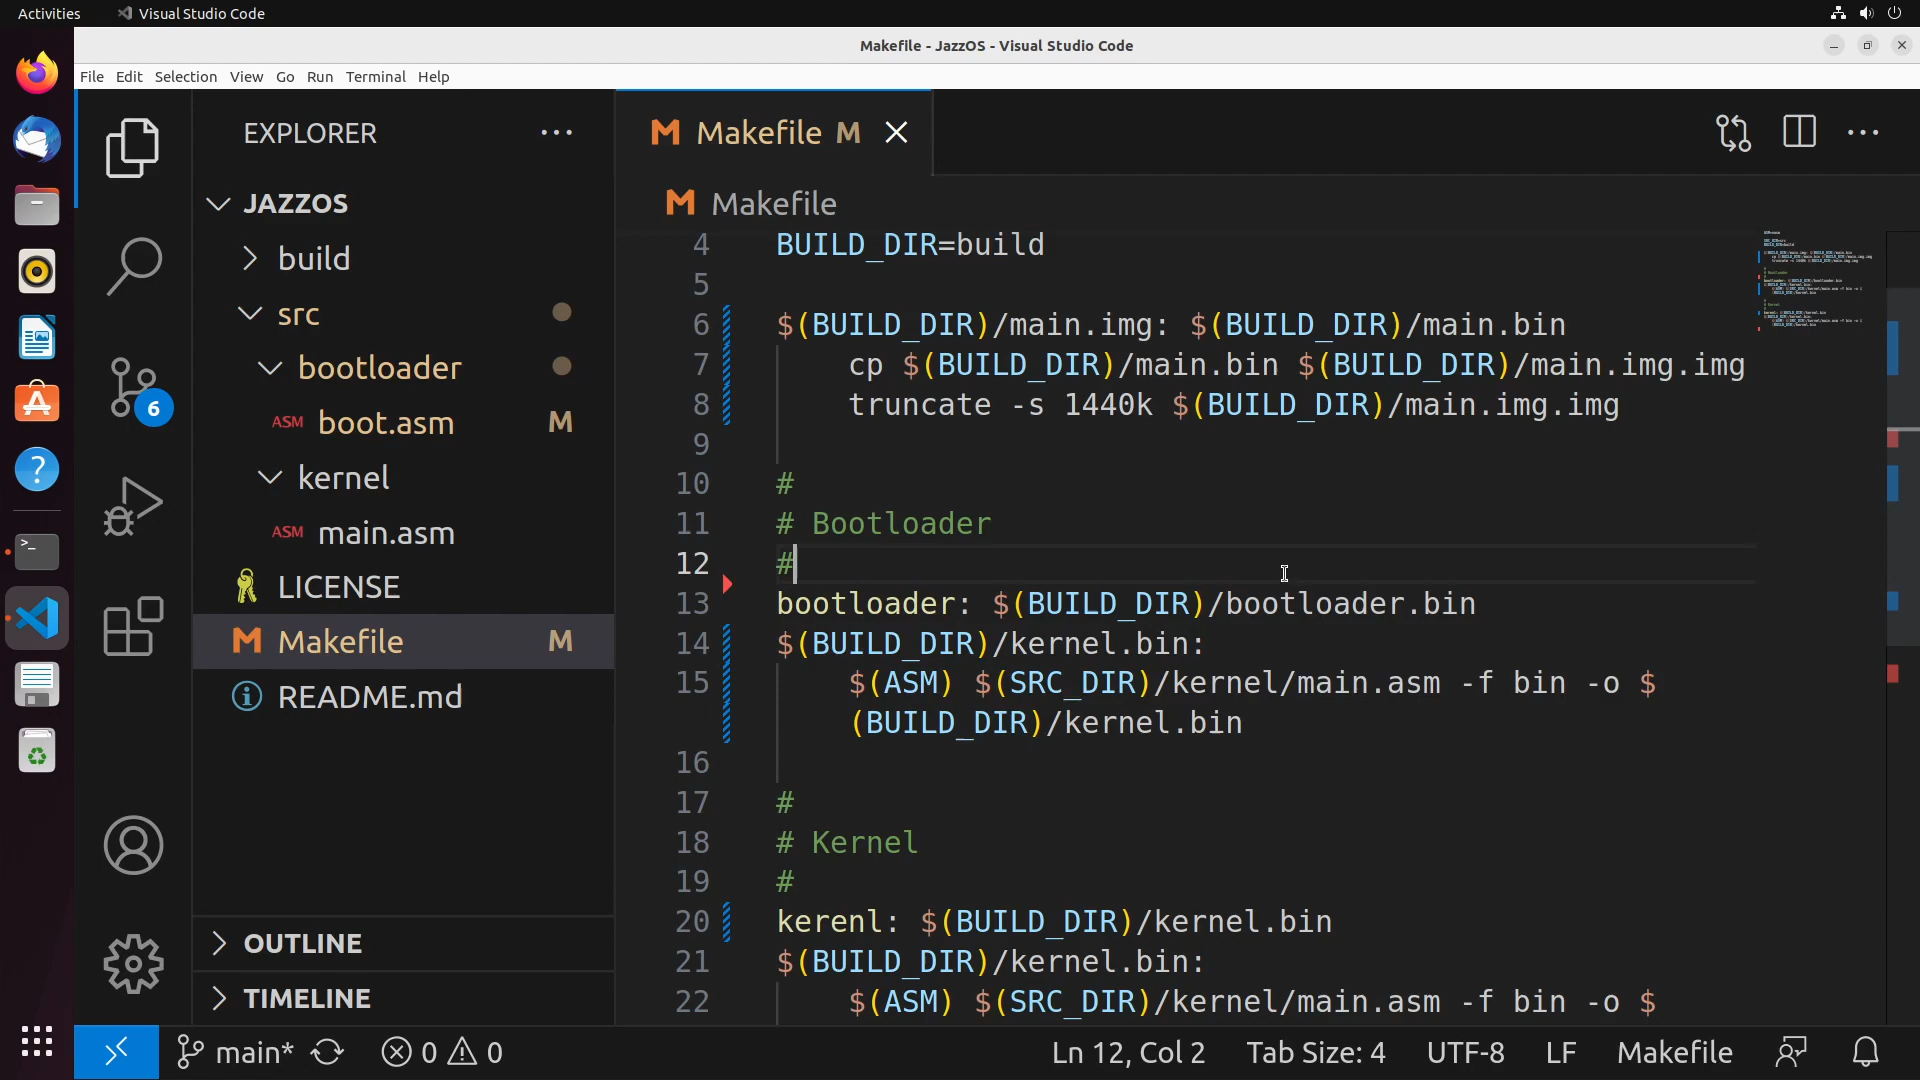 Activities
Visual Studio Code
Makefile - JazzOS - Visual Studio Code
File Edit Selection View Go Run Terminal Help
EXPLORER
JAZZOS
build
src
bootloader
ASM boot.asm M
kernel
ASM main.asm
LICENSE
Makefile M
README.md
OUTLINE
TIMELINE
6
Makefile M
Makefile
4 BUILD_DIR=build
5
6 $(BUILD_DIR)/main.img: $(BUILD_DIR)/main.bin
7 cp $(BUILD_DIR)/main.bin $(BUILD_DIR)/main.img.img
8 truncate -s 1440k $(BUILD_DIR)/main.img.img
9
10 #
11 # Bootloader
12 #
13 bootloader: $(BUILD_DIR)/bootloader.bin
14 $(BUILD_DIR)/kernel.bin:
15 $(ASM) $(SRC_DIR)/kernel/main.asm -f bin -o $
(BUILD_DIR)/kernel.bin
16
17 #
18 # Kernel
19 #
20 kerenl: $(BUILD_DIR)/kernel.bin
21 $(BUILD_DIR)/kernel.bin:
22 $(ASM) $(SRC_DIR)/kernel/main.asm -f bin -o $
main* 0 0 Ln 12, Col 2 Tab Size: 4 UTF-8 LF Makefile